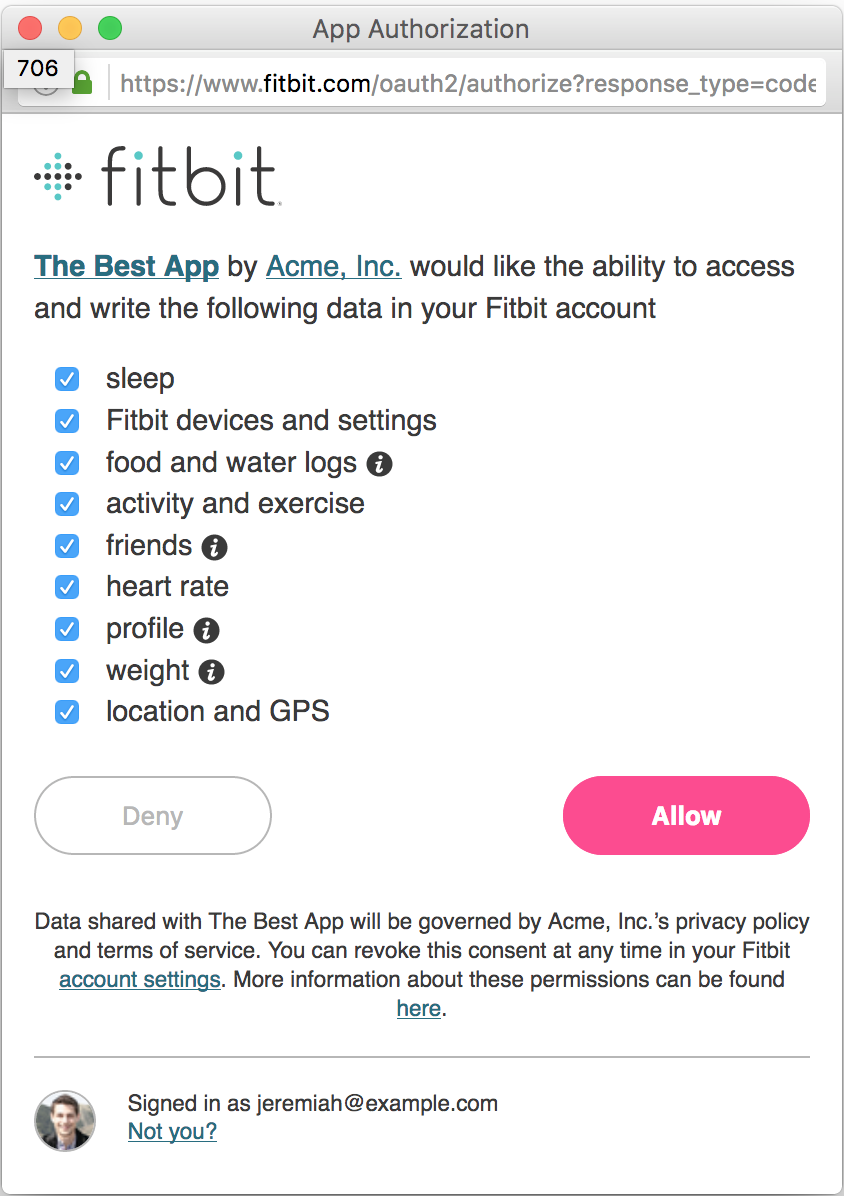 App Authorization
706
https://www.fitbit.com/oauth2/authorize?response_type=code
fitbit
The Best App by Acme, Inc. would like the ability to access
and write the following data in your Fitbit account
sleep
Fitbit devices and settings
food and water logs i
activity and exercise
friends i
heart rate
profile i
weight i
location and GPS
Deny
Allow
Data shared with The Best App will be governed by Acme, Inc.’s privacy policy
and terms of service. You can revoke this consent at any time in your Fitbit
account settings. More information about these permissions can be found
here.
Signed in as jeremiah@example.com
Not you?